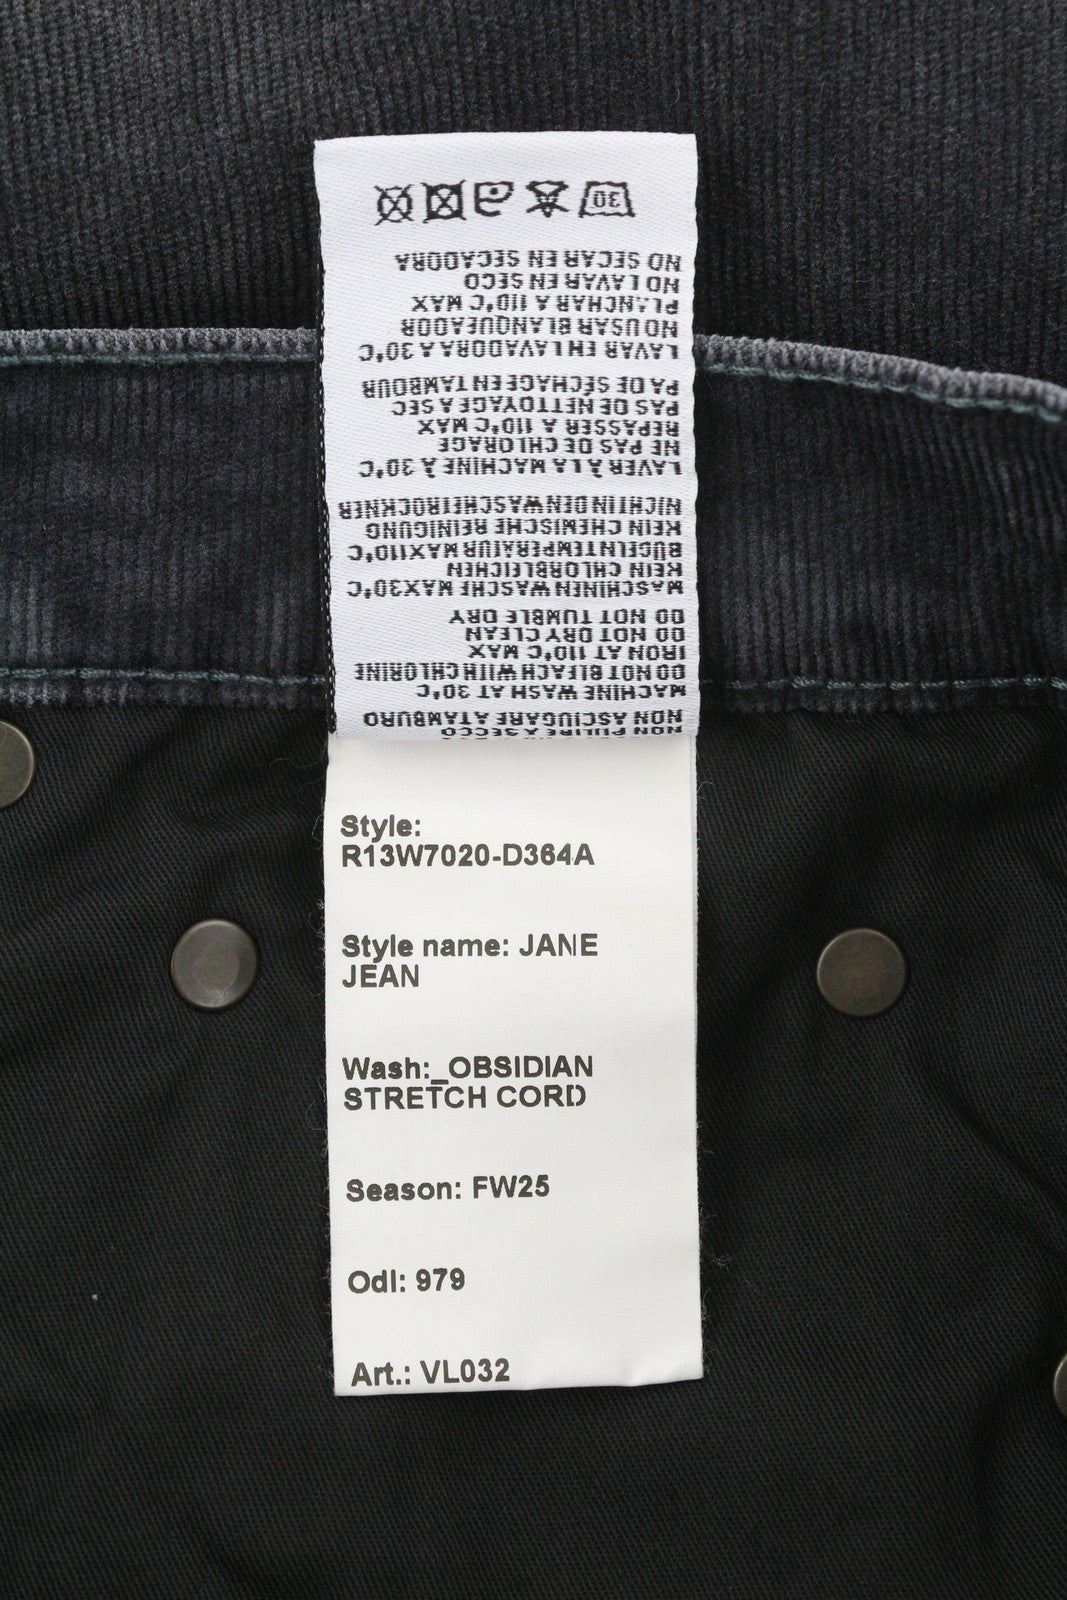 NON PULIRE A SECCO
NON ASCIUGARE A TAMBURO
MACHINE WASH AT 30°C
DO NOT BLEACH WITH CHLORINE
IRON AT 110°C MAX
DO NOT DRY CLEAN
DO NOT TUMBLE DRY
MASCHINEN WASCHE MAX30°C
KEIN CHLORBLEICHEN
BÜGELNTEMPERATUR MAX110°C
KEIN CHEMISCHE REINIGUNG
NICHT IN DEN WASCHETROCKNER
LAVER À LA MACHINE À 30°C
NE PAS DE CHLORAGE
REPASSER A 110°C MAX
PAS DE NETTOYAGE A SEC
PA DE SÉCHAGE EN TAMBOUR
LAVAR EN LAVADORA A 30°C
NO USAR BLANQUEADOR
PLANCHAR A 110°C MAX
NO LAVAR EN SECO
NO SECAR EN SECADORA
30
Style:
R13W7020-D364A
Style name: JANE
JEAN
Wash:_OBSIDIAN
STRETCH CORD
Season: FW25
Odl: 979
Art.: VL032